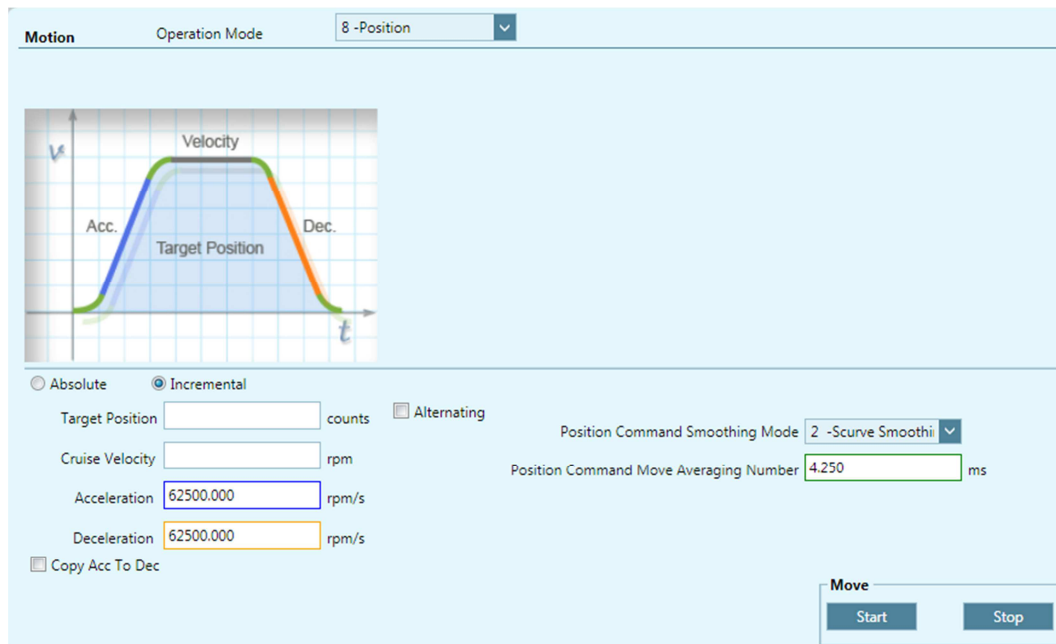 Motion Operation Mode 8 -Position
v
Velocity
Acc. Dec.
Target Position
t
Absolute Incremental
Target Position counts Alternating
Position Command Smoothing Mode 2 -Scurve Smoothi
Cruise Velocity rpm
Position Command Move Averaging Number 4.250 ms
Acceleration 62500.000 rpm/s
Deceleration 62500.000 rpm/s
Copy Acc To Dec
Move
Start Stop